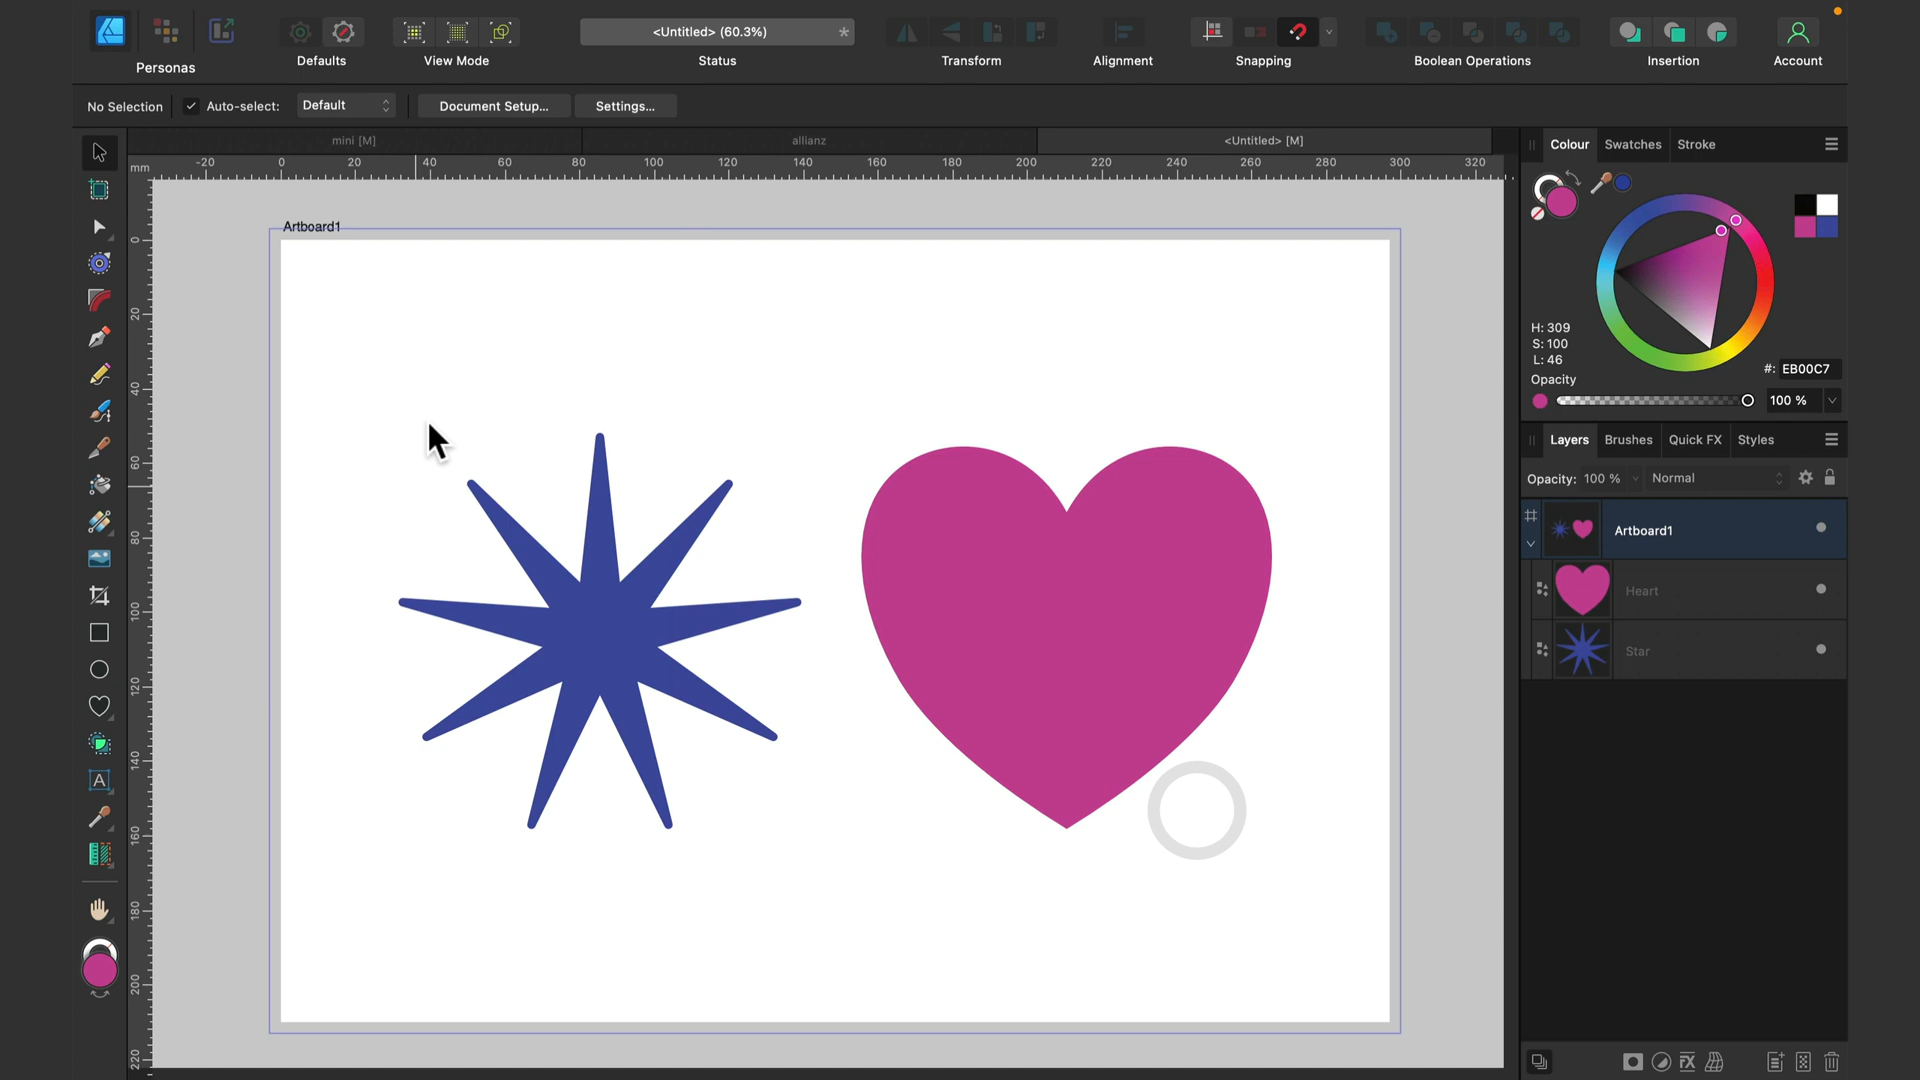 <Untitled> (60.3%)
*
Personas
Defaults
View Mode
Status
Transform
Alignment
Snapping
Boolean Operations
Insertion
Account
No Selection
Auto-select:
Default
Document Setup...
Settings...
mini [M]
allianz
<Untitled> [M]
mm
-20
0
20
40
60
80
100
120
140
160
180
200
220
240
260
280
300
320
0
20
40
60
80
100
120
140
160
180
200
220
Artboard1
A
Colour
Swatches
Stroke
H: 309
S: 100
L: 46
#: EB00C7
Opacity
100 %
Layers
Brushes
Quick FX
Styles
Opacity: 100 %
Normal
Artboard1
Heart
Star
FX